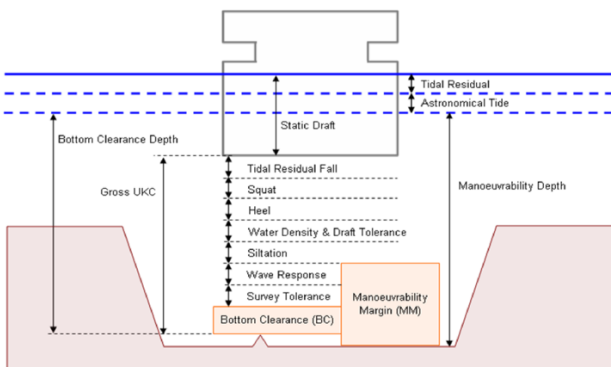 Tidal Residual
Astronomical Tide
Static Draft
Bottom Clearance Depth
Tidal Residual Fall
Gross UKC
Squat
Manoeuvrability Depth
Heel
Water Density & Draft Tolerance
Siltation
Wave Response
Survey Tolerance
Manoeuvrability
Margin (MM)
Bottom Clearance (BC)